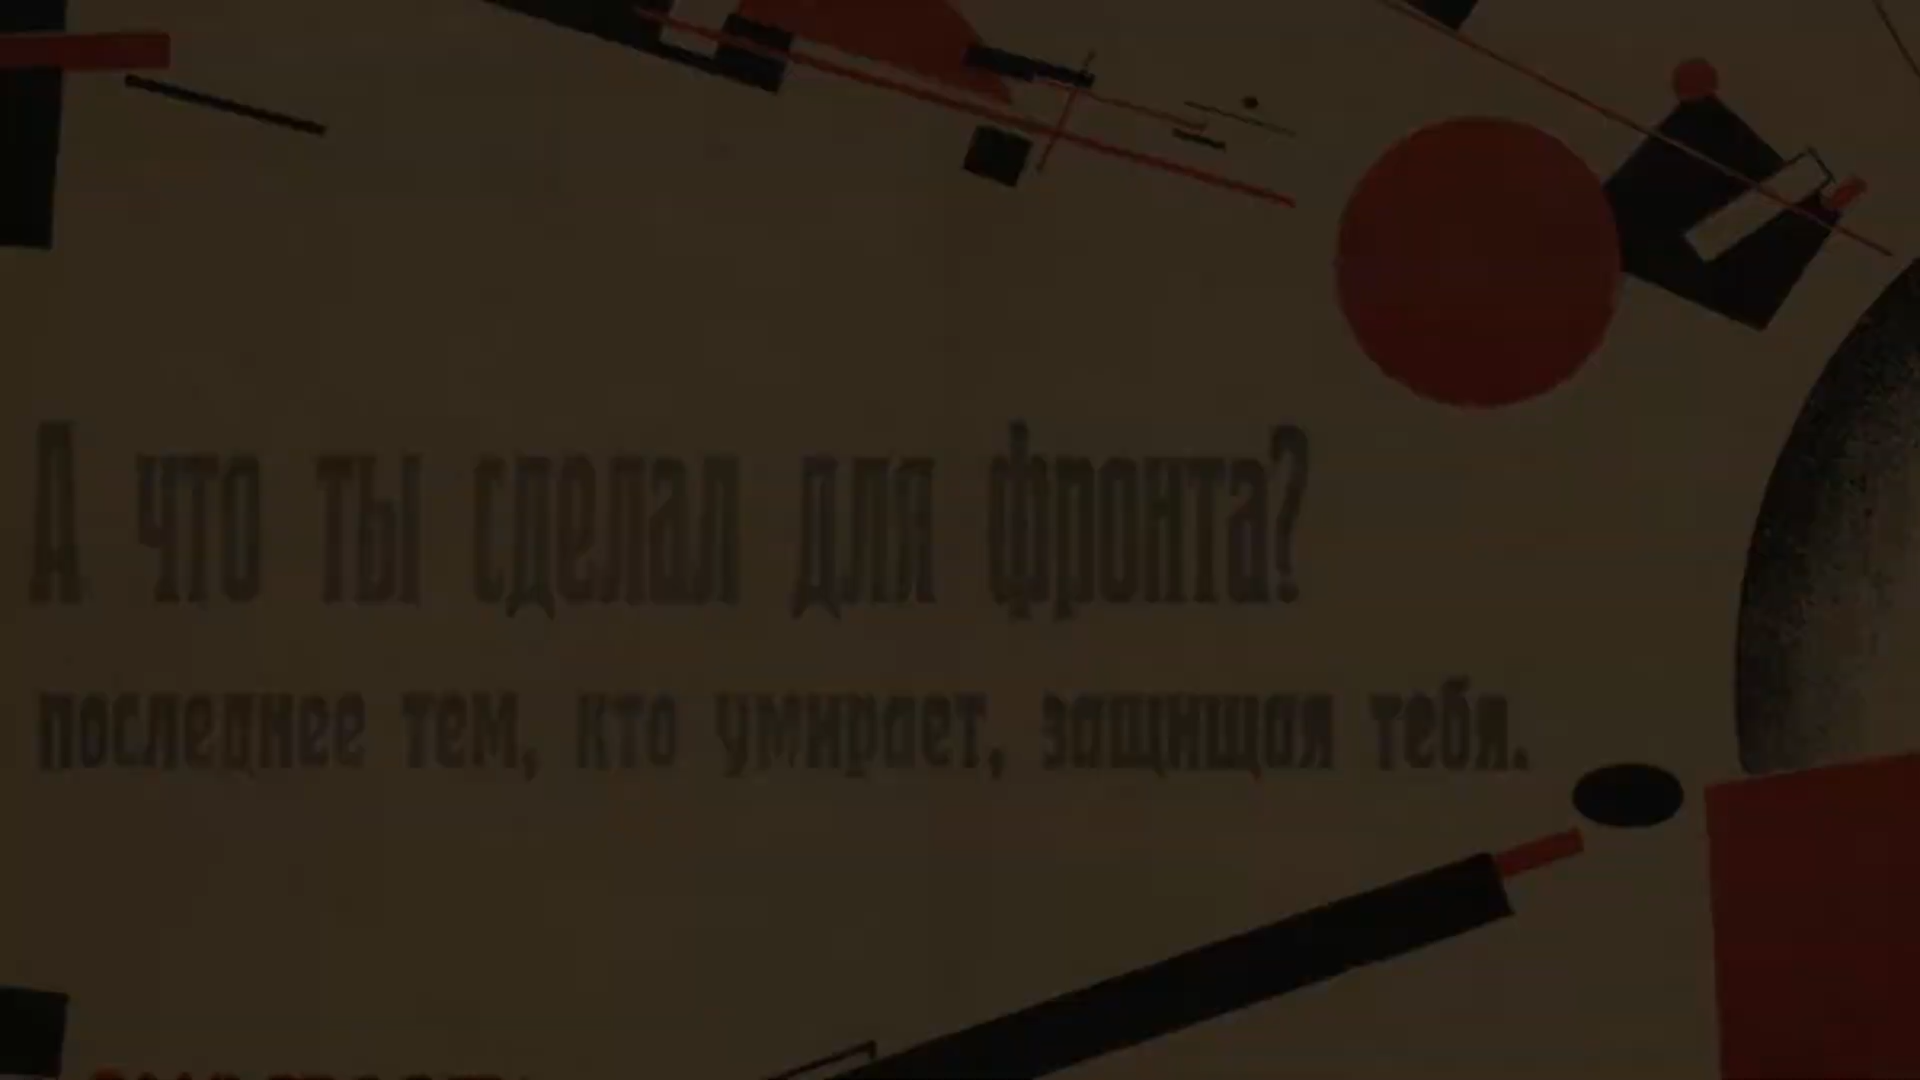 А что ты сделал для фронта?
последнее тем, кто умирает, защищая тебя.